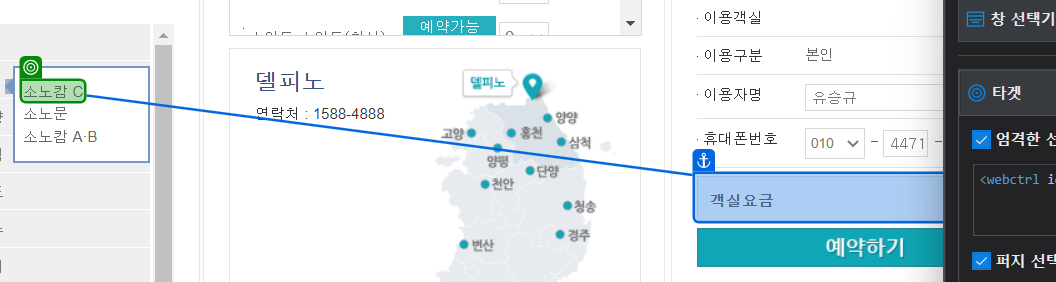 소노캄 C
소노문
소노캄 A·B
예약가능
델피노
연락처 : 1588-4888
델피노
양양
고양
홍천
삼척
양평
단양
천안
청송
경주
변산
· 이용객실
· 이용구분 본인
· 이용자명 유승규
· 휴대폰번호 010 - 4471 -
객실요금
예약하기
창 선택기
타겟
엄격한 선
<webctrl i
퍼지 선택